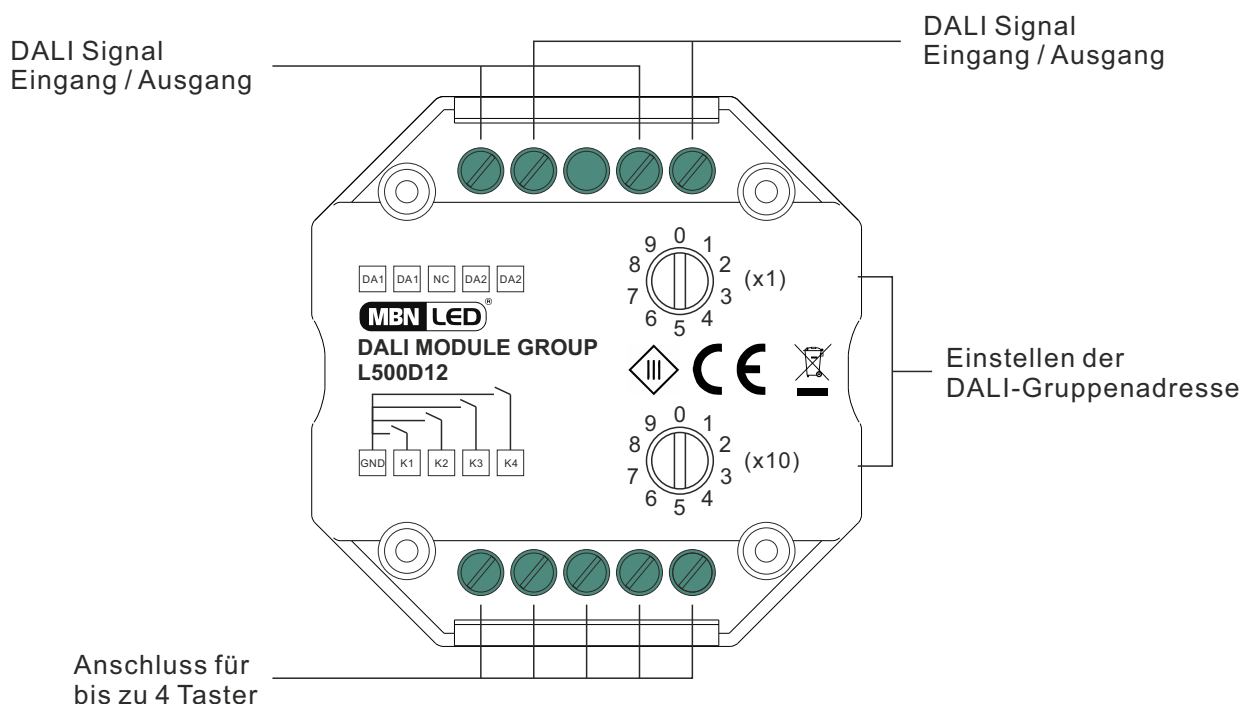 DALI Signal
Eingang / Ausgang
DALI Signal
Eingang / Ausgang
DA1 DA1 NC DA2 DA2
MBN LED®
DALI MODULE GROUP
L500D12
GND K1 K2 K3 K4
0 1 2 3 4 5 6 7 8 9
(x1)
III CE
0 1 2 3 4 5 6 7 8 9
(x10)
Einstellen der
DALI-Gruppenadresse
Anschluss für
bis zu 4 Taster